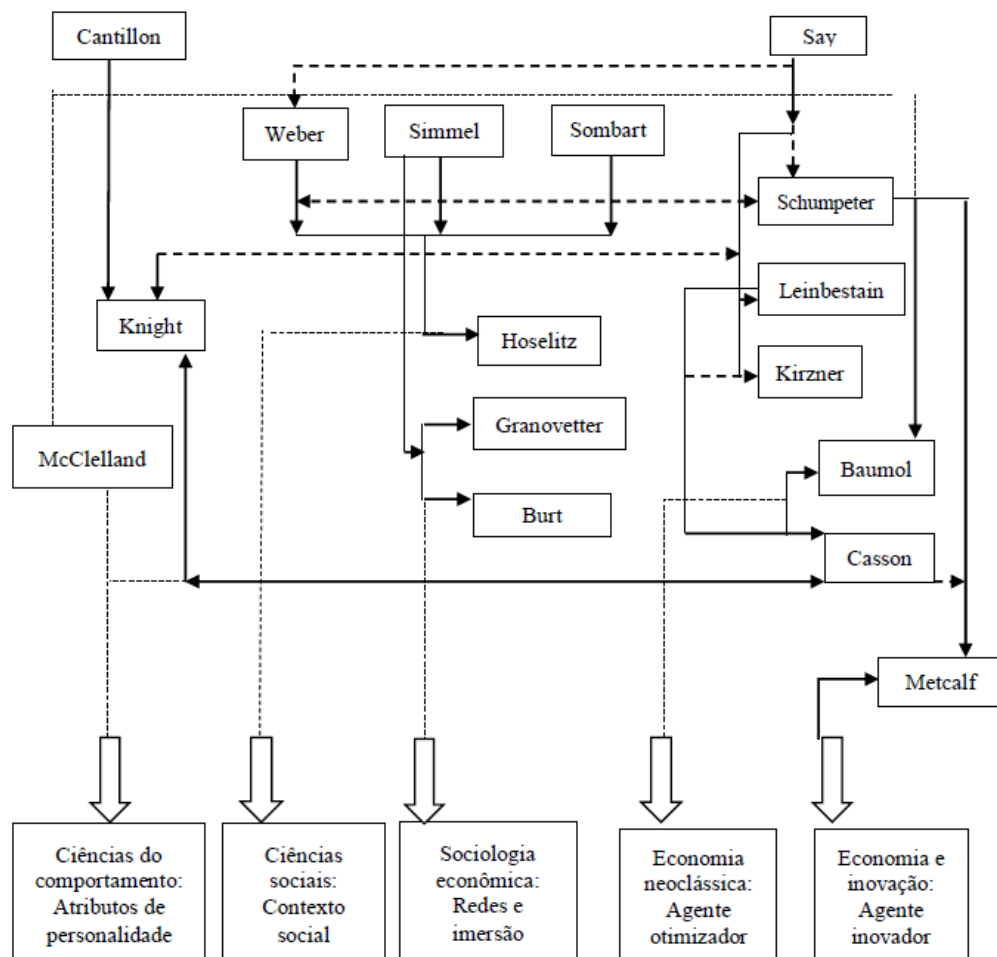 Cantillon
Say
Weber
Simmel
Sombart
Schumpeter
Leinbestain
Knight
Hoselitz
Kirzner
Granovetter
McClelland
Baumol
Burt
Casson
Metcalf
Ciências do
comportamento:
Atributos de
personalidade
Ciências
sociais:
Contexto
social
Sociologia
econômica:
Redes e
imersão
Economia
neoclássica:
Agente
otimizador
Economia e
inovação:
Agente
inovador